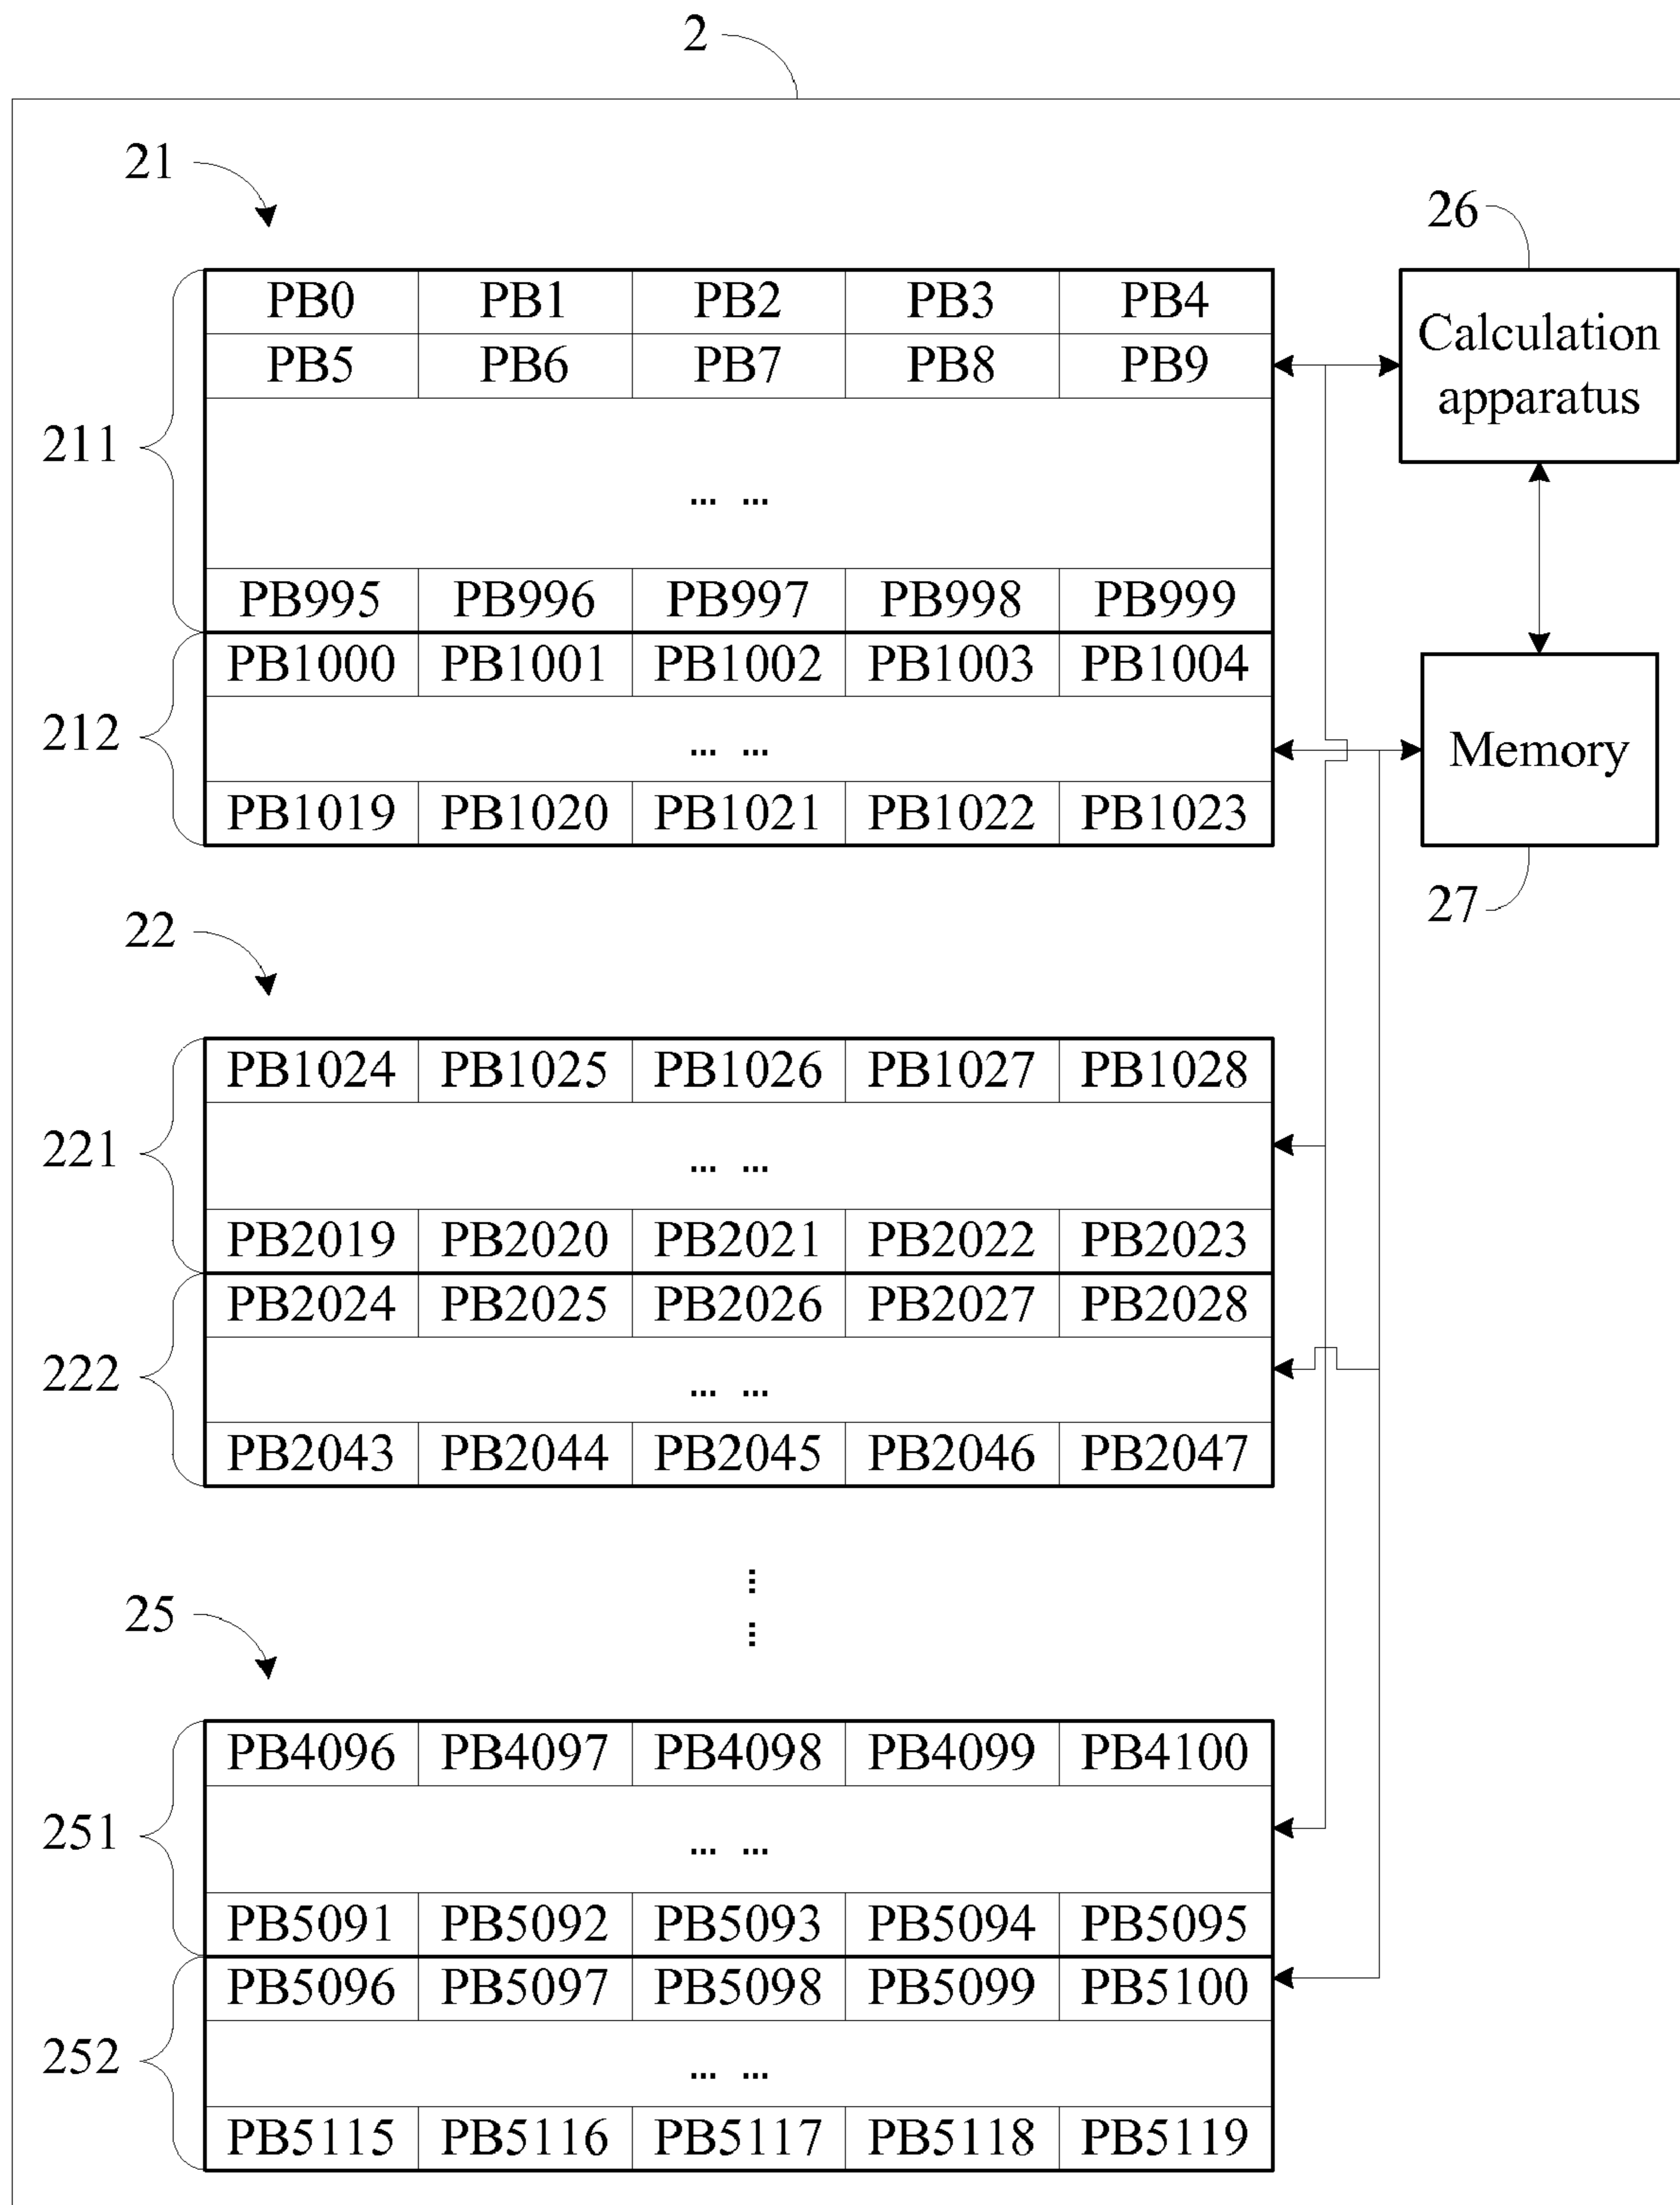 2
21
26
PB0 PB1 PB2 PB3 PB4
Calculation
apparatus
PB5 PB6 PB7 PB8 PB9
211
... ...
PB995 PB996 PB997 PB998 PB999
PB1000 PB1001 PB1002 PB1003 PB1004
212
... ...
Memory
PB1019 PB1020 PB1021 PB1022 PB1023
27
22
PB1024 PB1025 PB1026 PB1027 PB1028
221
... ...
PB2019 PB2020 PB2021 PB2022 PB2023
PB2024 PB2025 PB2026 PB2027 PB2028
222
... ...
PB2043 PB2044 PB2045 PB2046 PB2047
25
PB4096 PB4097 PB4098 PB4099 PB4100
251
... ...
PB5091 PB5092 PB5093 PB5094 PB5095
PB5096 PB5097 PB5098 PB5099 PB5100
252
... ...
PB5115 PB5116 PB5117 PB5118 PB5119